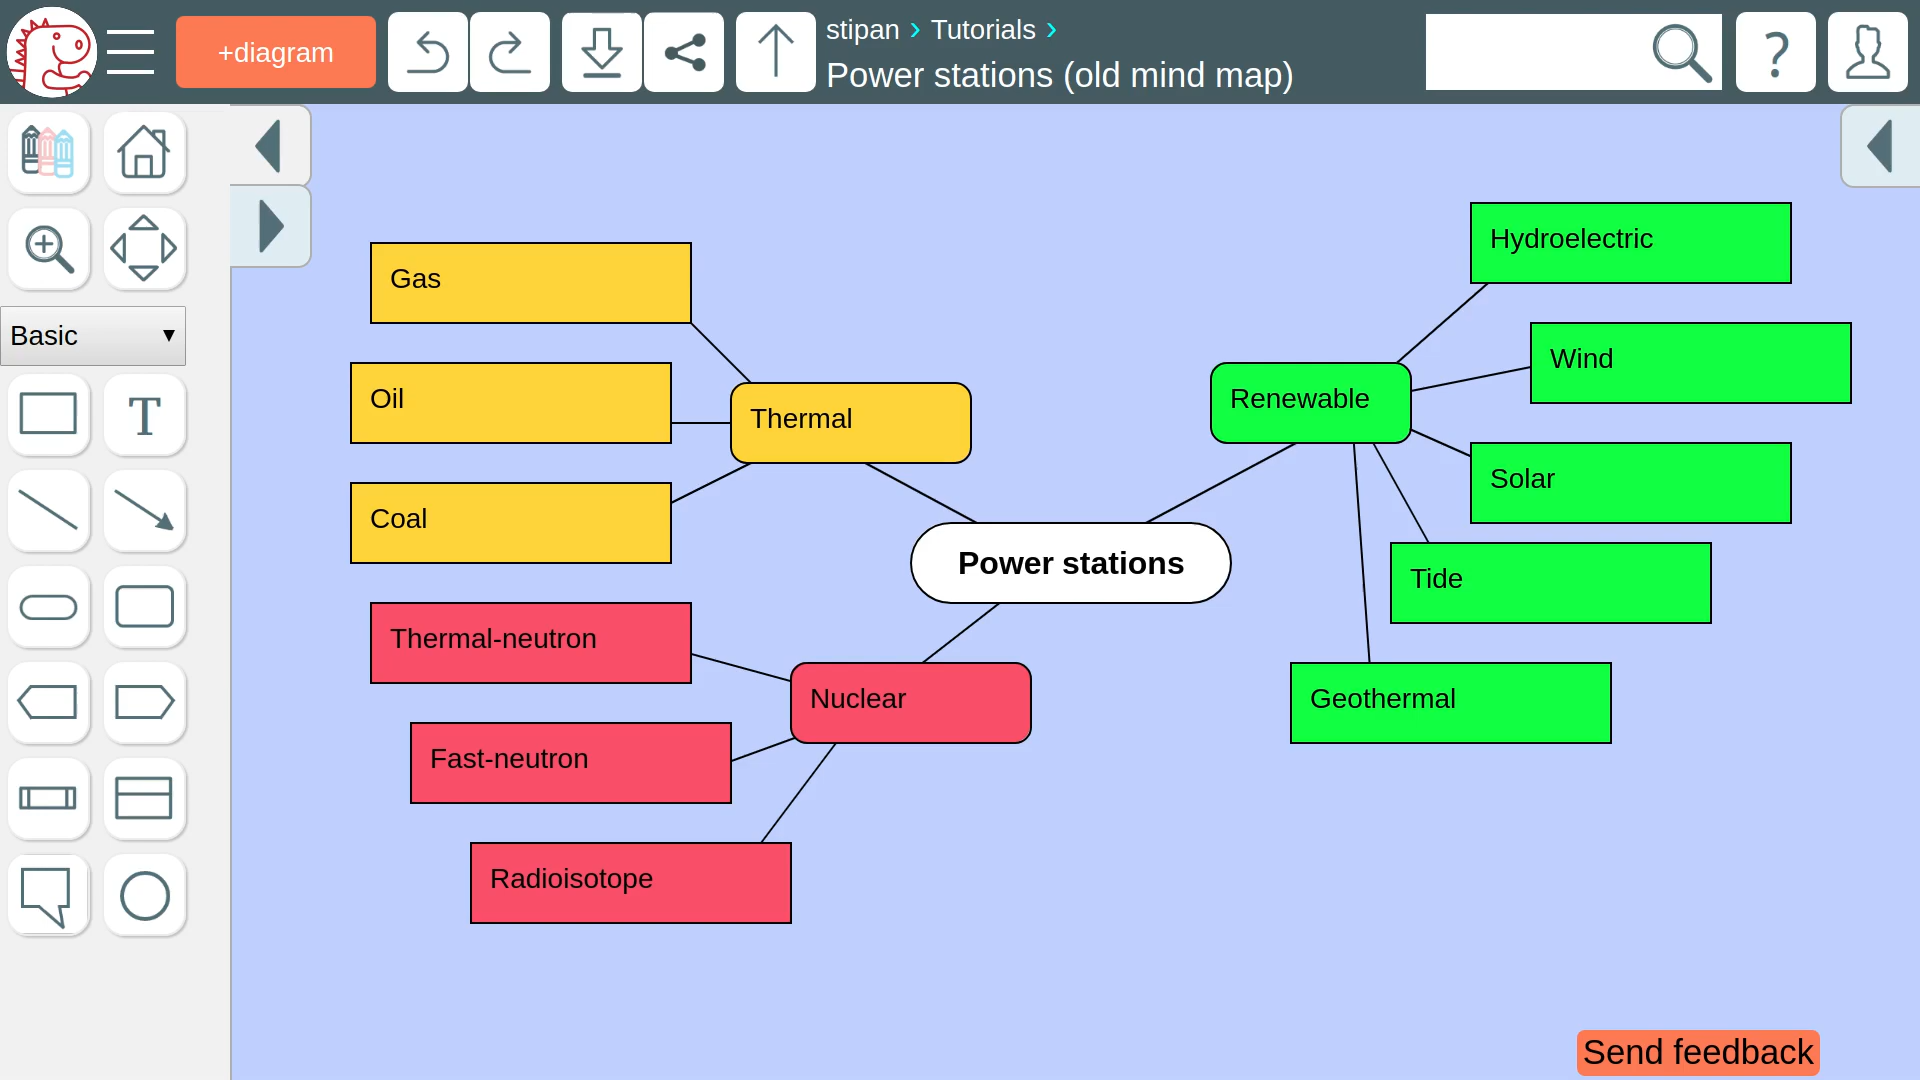 +diagram
stipan › Tutorials ›
Power stations (old mind map)
?
Basic
T
Gas
Oil
Coal
Thermal
Thermal-neutron
Fast-neutron
Radioisotope
Nuclear
Power stations
Renewable
Hydroelectric
Wind
Solar
Tide
Geothermal
Send feedback